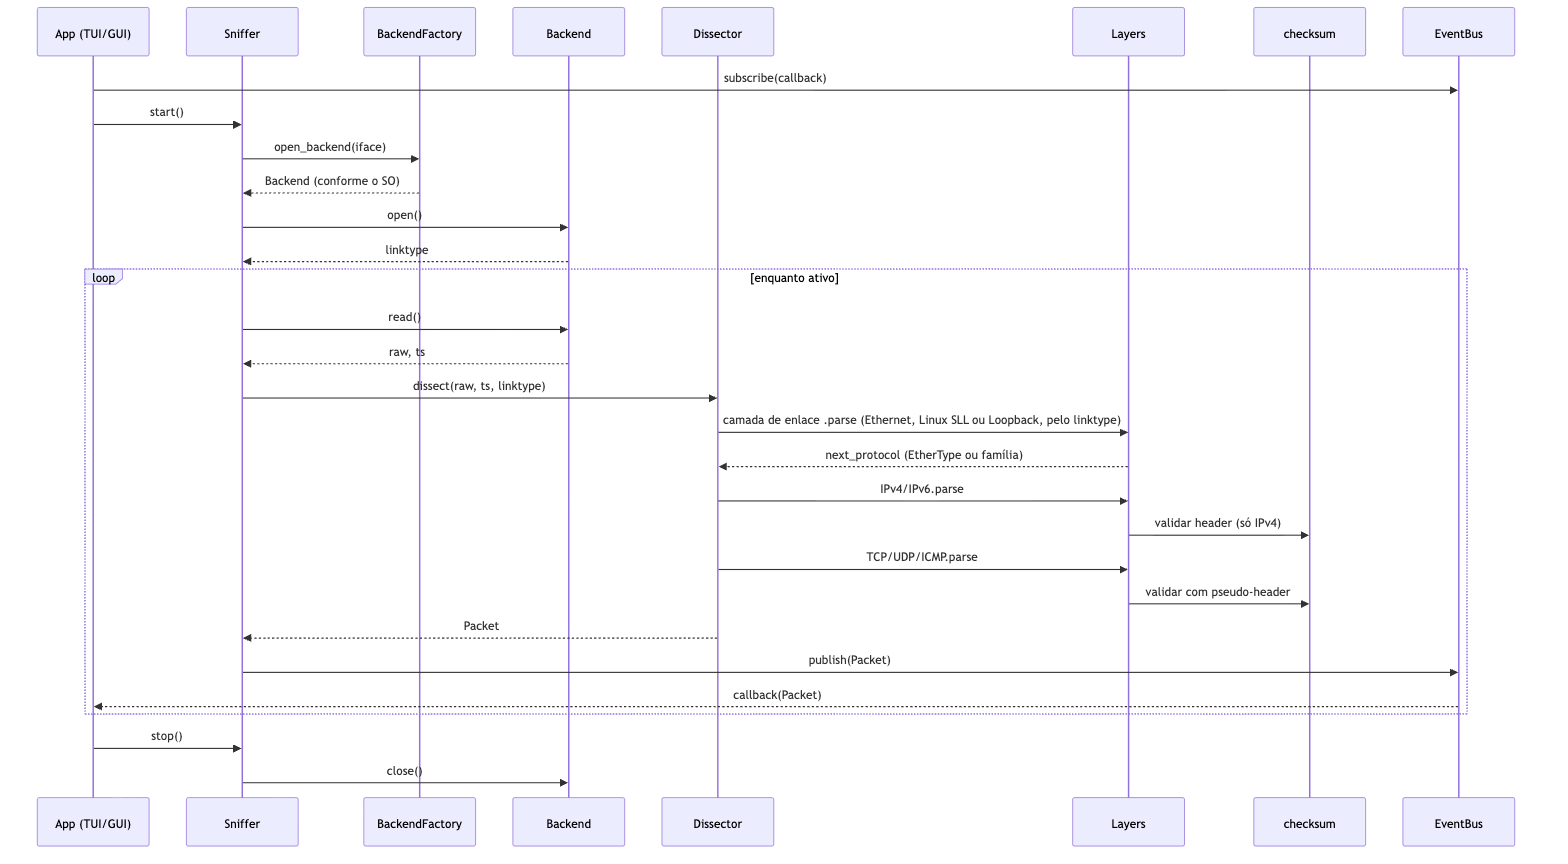 App (TUI/GUI)
Sniffer
BackendFactory
Backend
Dissector
Layers
checksum
EventBus
subscribe(callback)
start()
open_backend(iface)
Backend (conforme o SO)
open()
linktype
loop
[enquanto ativo]
read()
raw, ts
dissect(raw, ts, linktype)
camada de enlace .parse (Ethernet, Linux SLL ou Loopback, pelo linktype)
next_protocol (EtherType ou família)
IPv4/IPv6.parse
validar header (só IPv4)
TCP/UDP/ICMP.parse
validar com pseudo-header
Packet
publish(Packet)
callback(Packet)
stop()
close()
App (TUI/GUI)
Sniffer
BackendFactory
Backend
Dissector
Layers
checksum
EventBus